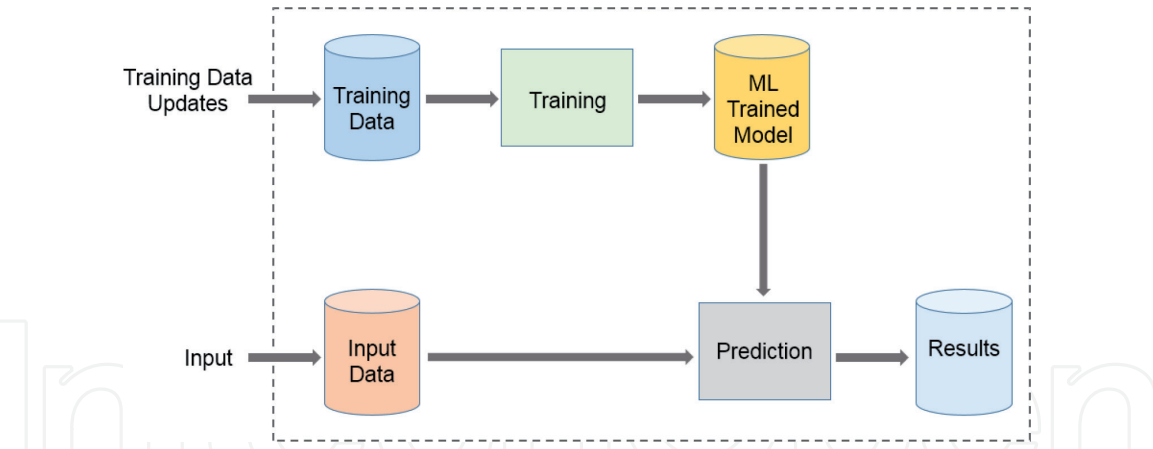 Training Data
Updates
Training
Data
Training
ML
Trained
Model
Input
Input
Data
Prediction
Results